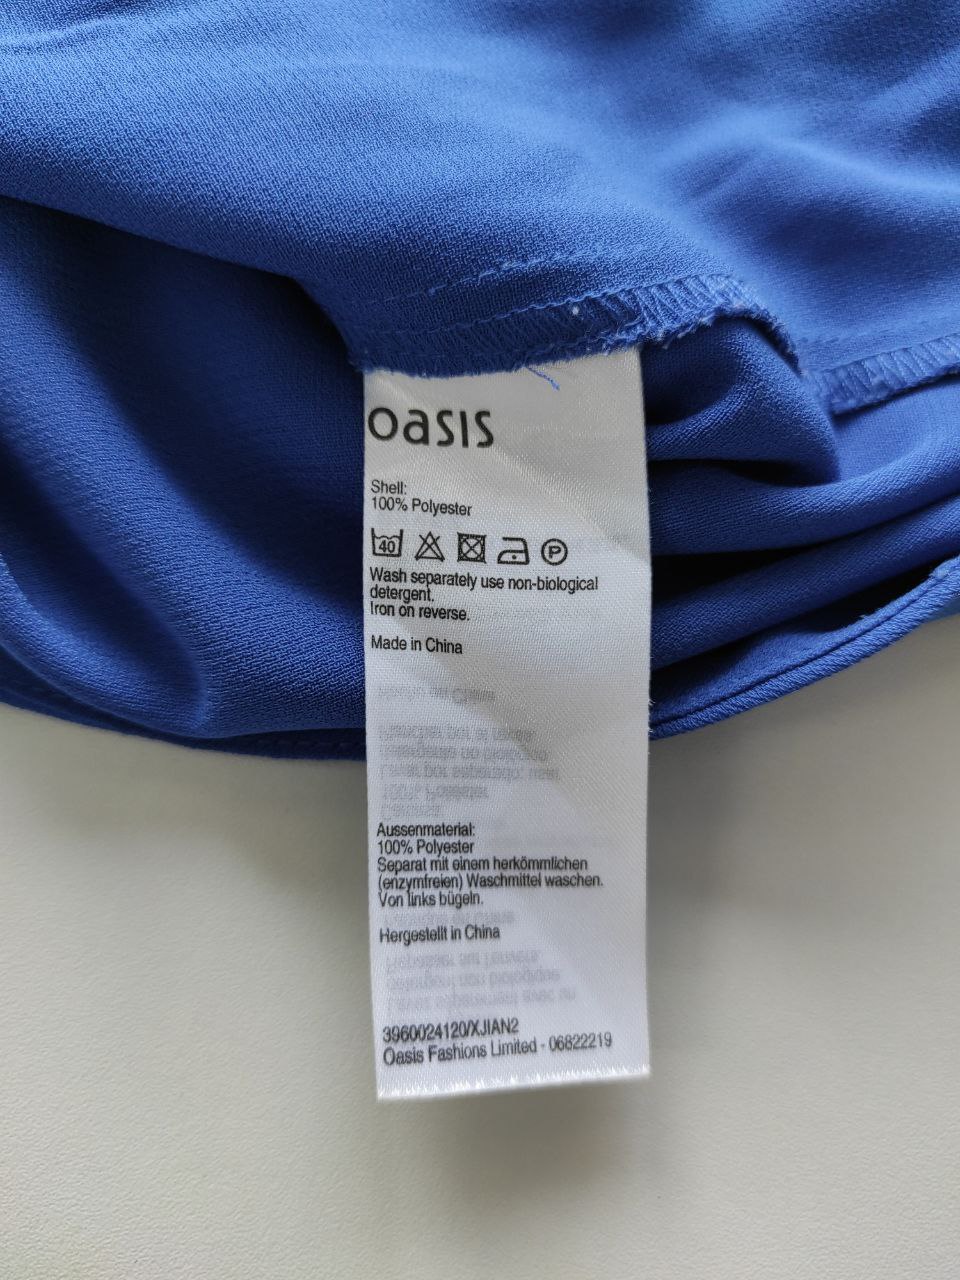 oasis
Shell:
100% Polyester
40
P
Wash separately use non-biological
detergent.
Iron on reverse.
Made in China
Aussenmaterial:
100% Polyester
Separat mit einem herkömmlichen
(enzymfreien) Waschmittel waschen.
Von links bügeln.
Hergestellt in China
3960024120/XJIAN2
Oasis Fashions Limited - 06822219